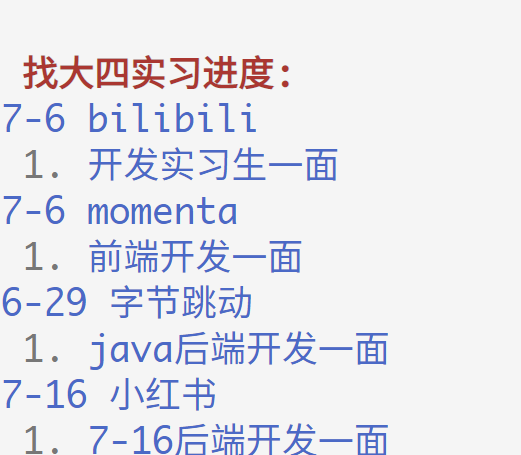 找大四实习进度：
7-6 bilibili
1. 开发实习生一面
7-6 momenta
1. 前端开发一面
6-29 字节跳动
1. java后端开发一面
7-16 小红书
1. 7-16后端开发一面